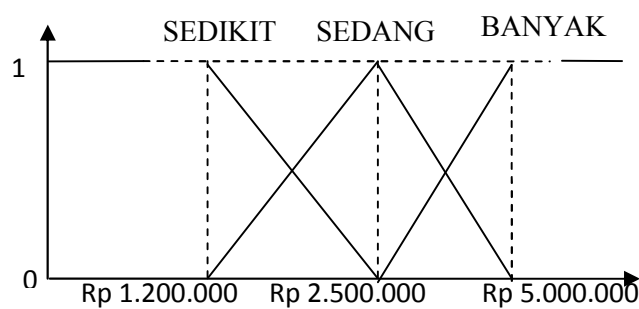 SEDIKIT SEDANG BANYAK
1
0
Rp 1.200.000 Rp 2.500.000 Rp 5.000.000